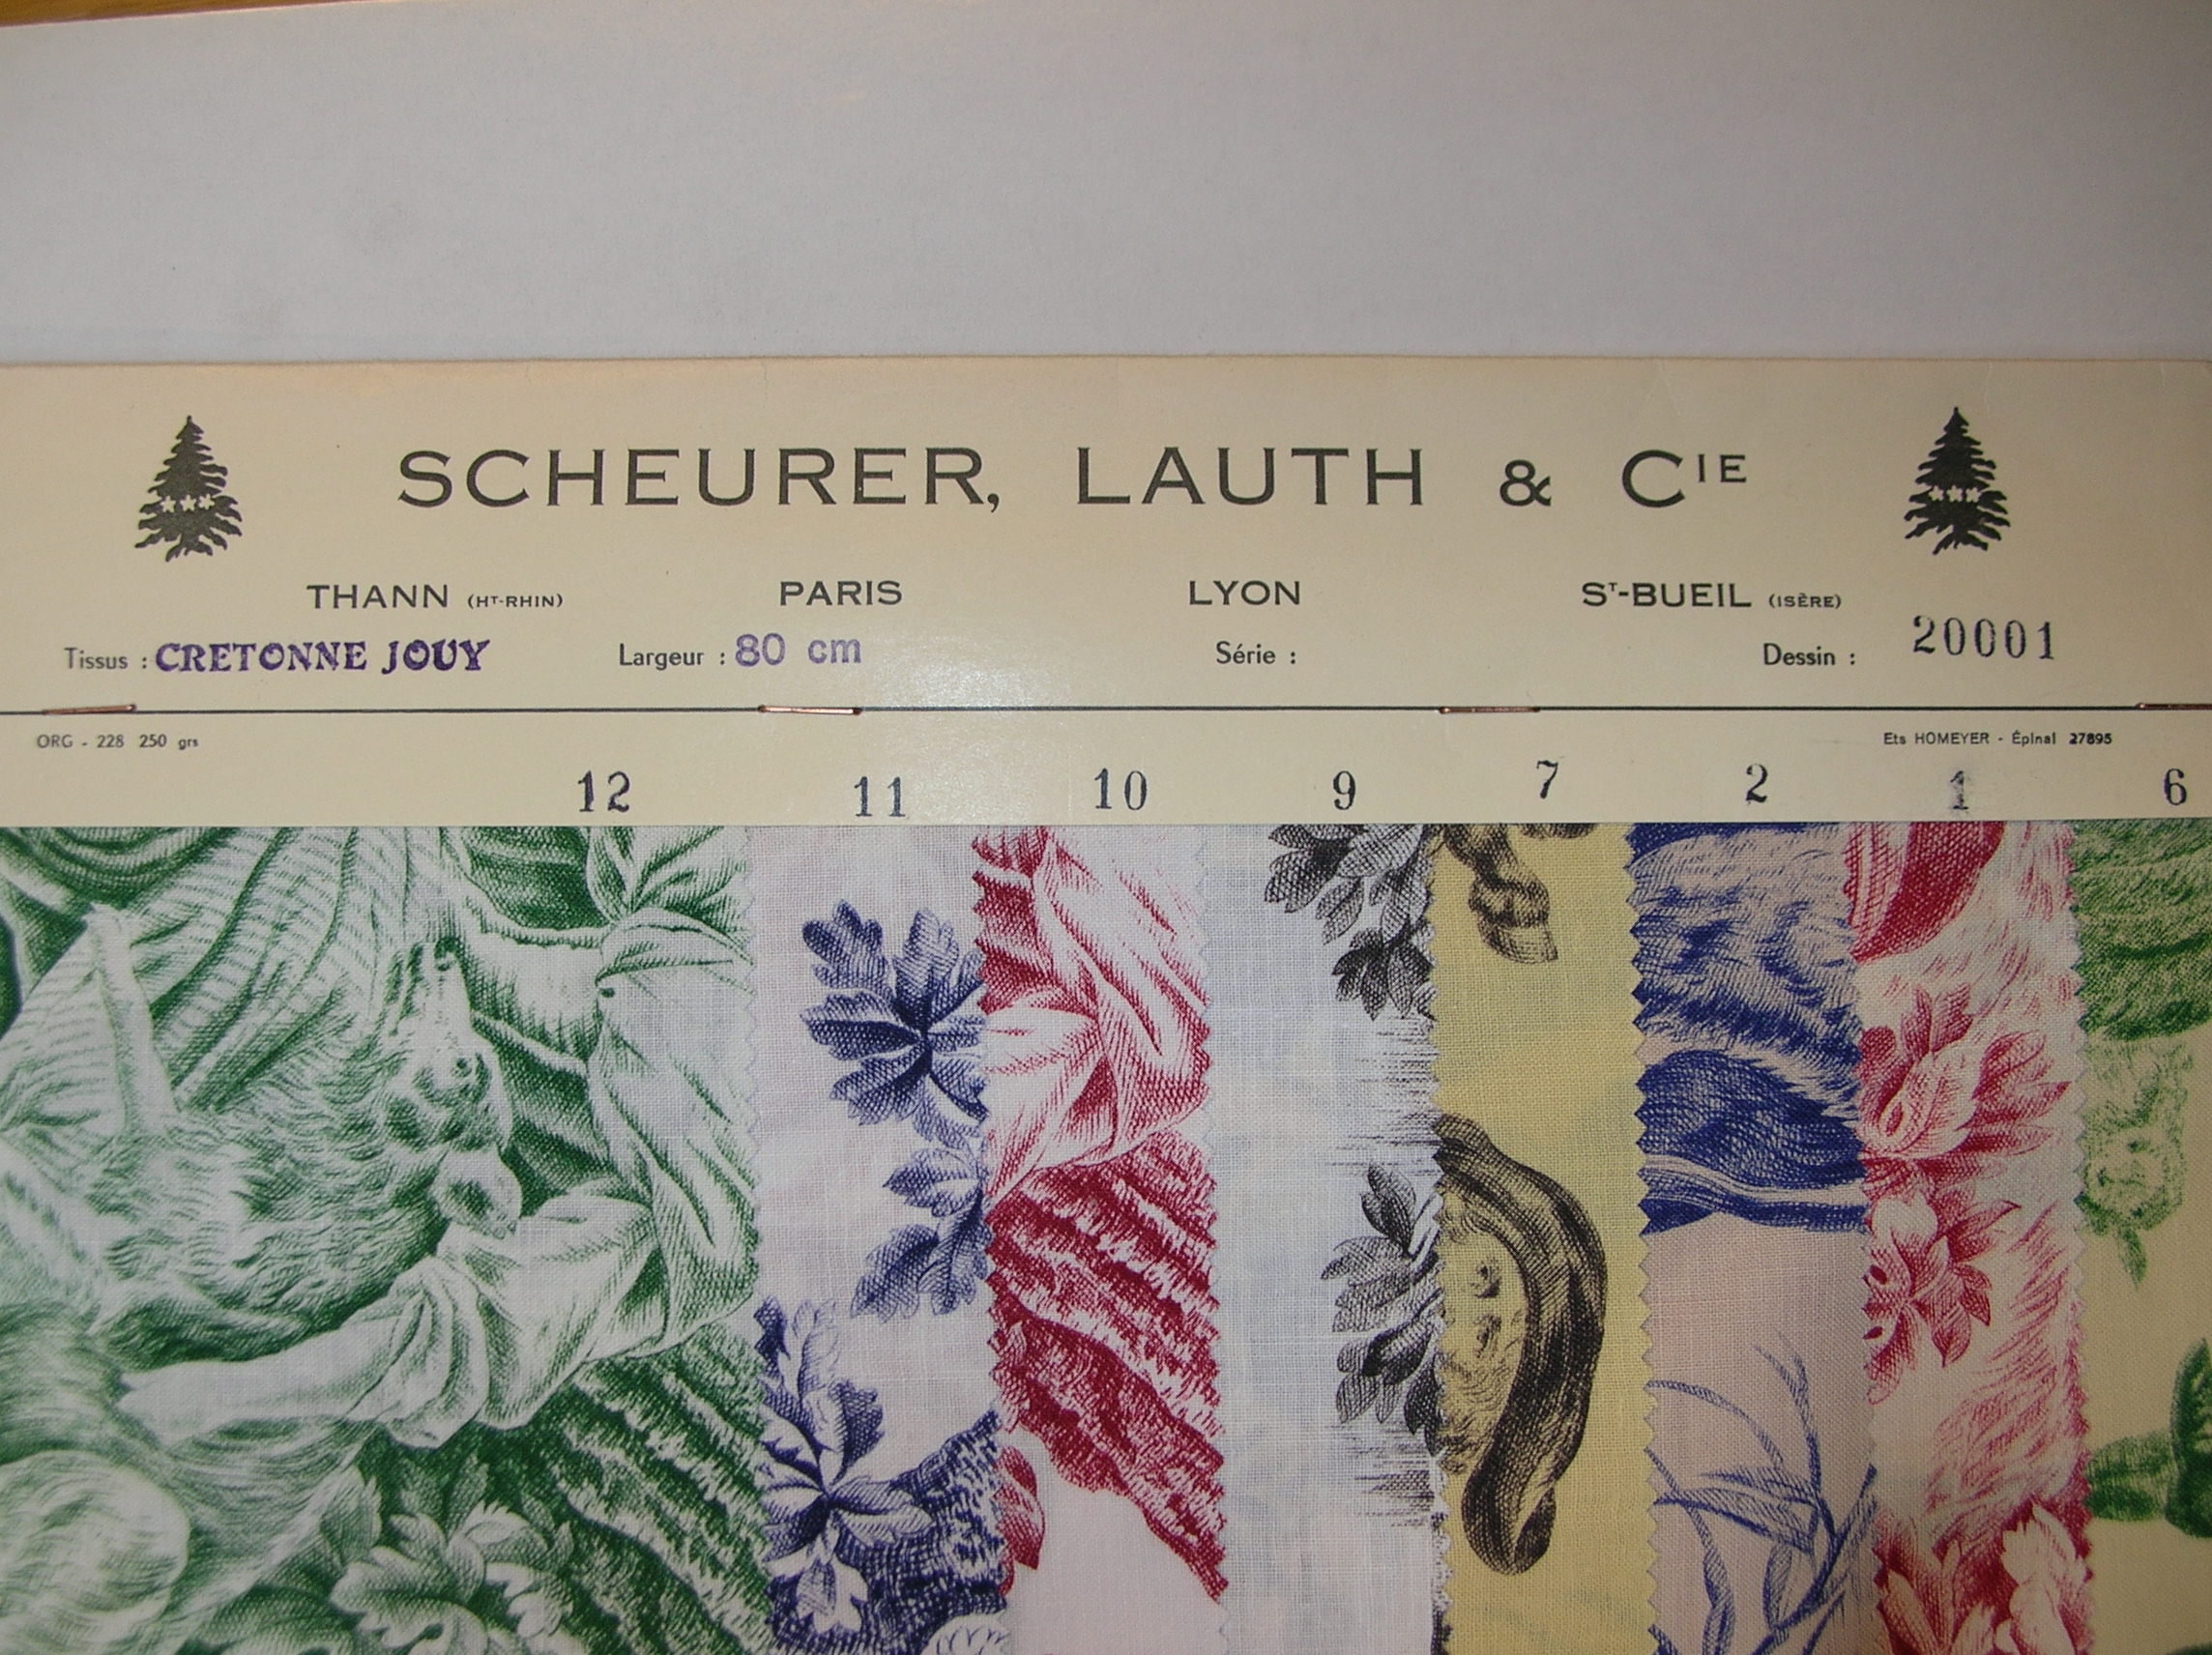 SCHEURER, LAUTH & CIE
THANN (HT-RHIN) PARIS LYON ST-BUEIL (ISÈRE)
Tissus : CRETONNE JOUY Largeur : 80 cm Série : Dessin : 20001
ORG - 228 250 grs Ets HOMEYER - Épinal 27895
12 11 10 9 7 2 1 6